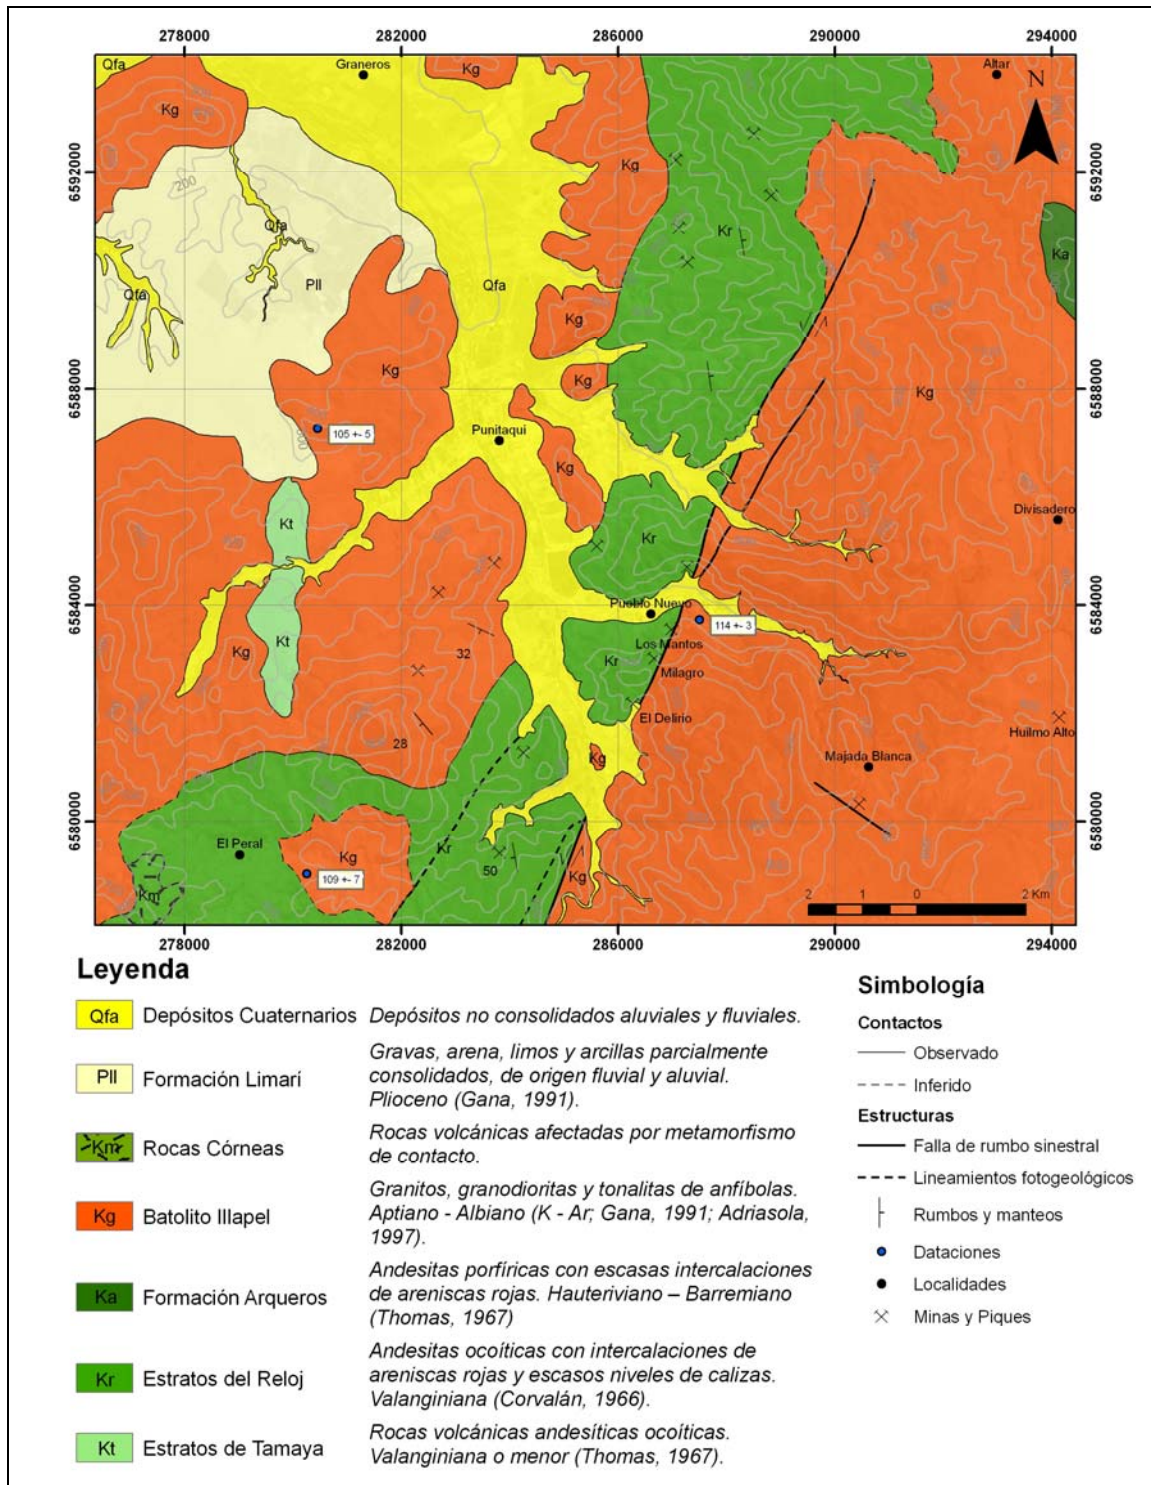 278000 282000 286000 290000 294000
Qfa
Graneros
Kg
Altar
Kg
N
6592000
6592000
200
Kg
Qfa
Kr
Ka
Pll
Qfa
Qfa
Kg
Kg
6588000
6588000
Kg
Kg
105 +- 5
Punitaqui
Kg
Divisadero
Kt
Kr
6584000
6584000
Pueblo Nuevo
114 +- 3
Kt
Los Mantos
Kg
32
Kr
Milagro
El Delirio
Huilmo Alto
28
Kg
Majada Blanca
6580000
6580000
El Peral
Kr
Kg
50
109 +- 7
Kg
Km
2 1 0 2 Km
278000 282000 286000 290000 294000
Leyenda
Qfa Depósitos Cuaternarios Depósitos no consolidados aluviales y fluviales.
Pll Formación Limarí Gravas, arena, limos y arcillas parcialmente
consolidados, de origen fluvial y aluvial.
Plioceno (Gana, 1991).
Km Rocas Córneas Rocas volcánicas afectadas por metamorfismo
de contacto.
Kg Batolito Illapel Granitos, granodioritas y tonalitas de anfíbolas.
Aptiano - Albiano (K - Ar; Gana, 1991; Adriasola,
1997).
Ka Formación Arqueros Andesitas porfíricas con escasas intercalaciones
de areniscas rojas. Hauteriviano – Barremiano
(Thomas, 1967)
Kr Estratos del Reloj Andesitas ocoíticas con intercalaciones de
areniscas rojas y escasos niveles de calizas.
Valanginiana (Corvalán, 1966).
Kt Estratos de Tamaya Rocas volcánicas andesíticas ocoíticas.
Valanginiana o menor (Thomas, 1967).
Simbología
Contactos
Observado
Inferido
Estructuras
Falla de rumbo sinestral
Lineamientos fotogeológicos
Rumbos y manteos
Dataciones
Localidades
Minas y Piques